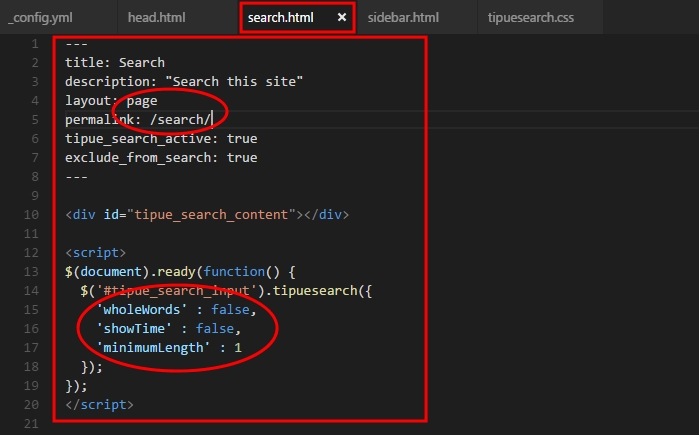 _config.yml head.html search.html × sidebar.html tipuesearch.css
1 ---
2 title: Search
3 description: "Search this site"
4 layout: page
5 permalink: /search/
6 tipue_search_active: true
7 exclude_from_search: true
8 ---
9
10 <div id="tipue_search_content"></div>
11
12 <script>
13 $(document).ready(function() {
14   $('#tipue_search_input').tipuesearch({
15     'wholeWords' : false,
16     'showTime' : false,
17     'minimumLength' : 1
18   });
19 });
20 </script>
21